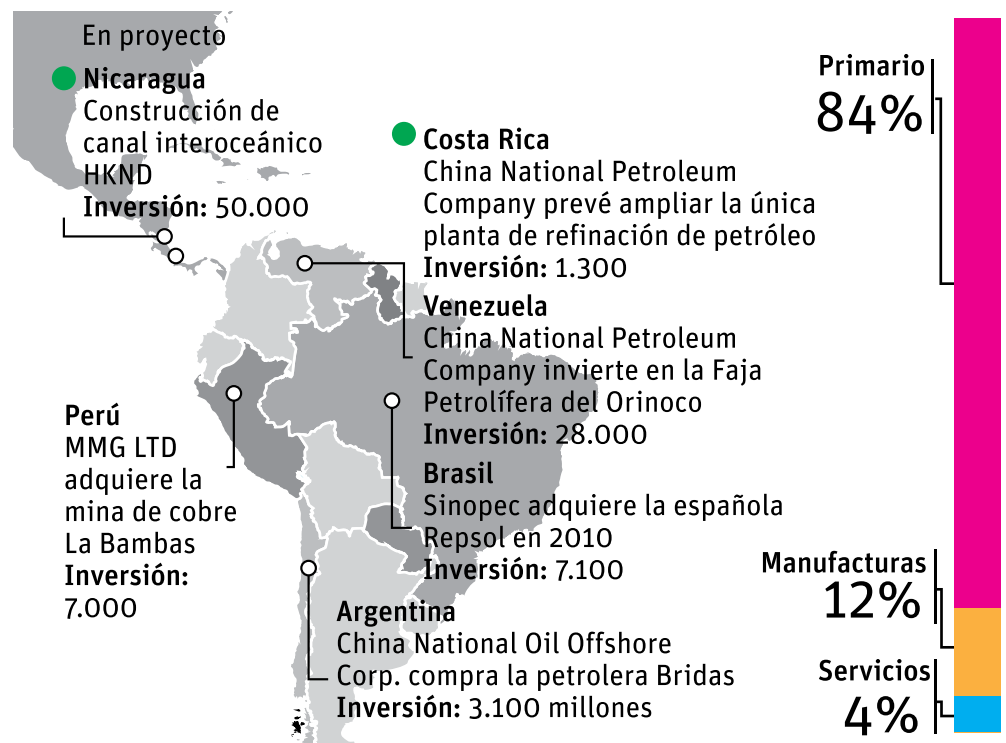 En proyecto
Nicaragua
Construcción de
canal interoceánico
HKND
Inversión: 50.000
Costa Rica
China National Petroleum
Company prevé ampliar la única
planta de refinación de petróleo
Inversión: 1.300
Venezuela
China National Petroleum
Company invierte en la Faja
Petrolífera del Orinoco
Inversión: 28.000
Perú
MMG LTD
adquiere la
mina de cobre
La Bambas
Inversión:
7.000
Brasil
Sinopec adquiere la española
Repsol en 2010
Inversión: 7.100
Argentina
China National Oil Offshore
Corp. compra la petrolera Bridas
Inversión: 3.100 millones
Primario
84%
Manufacturas
12%
Servicios
4%